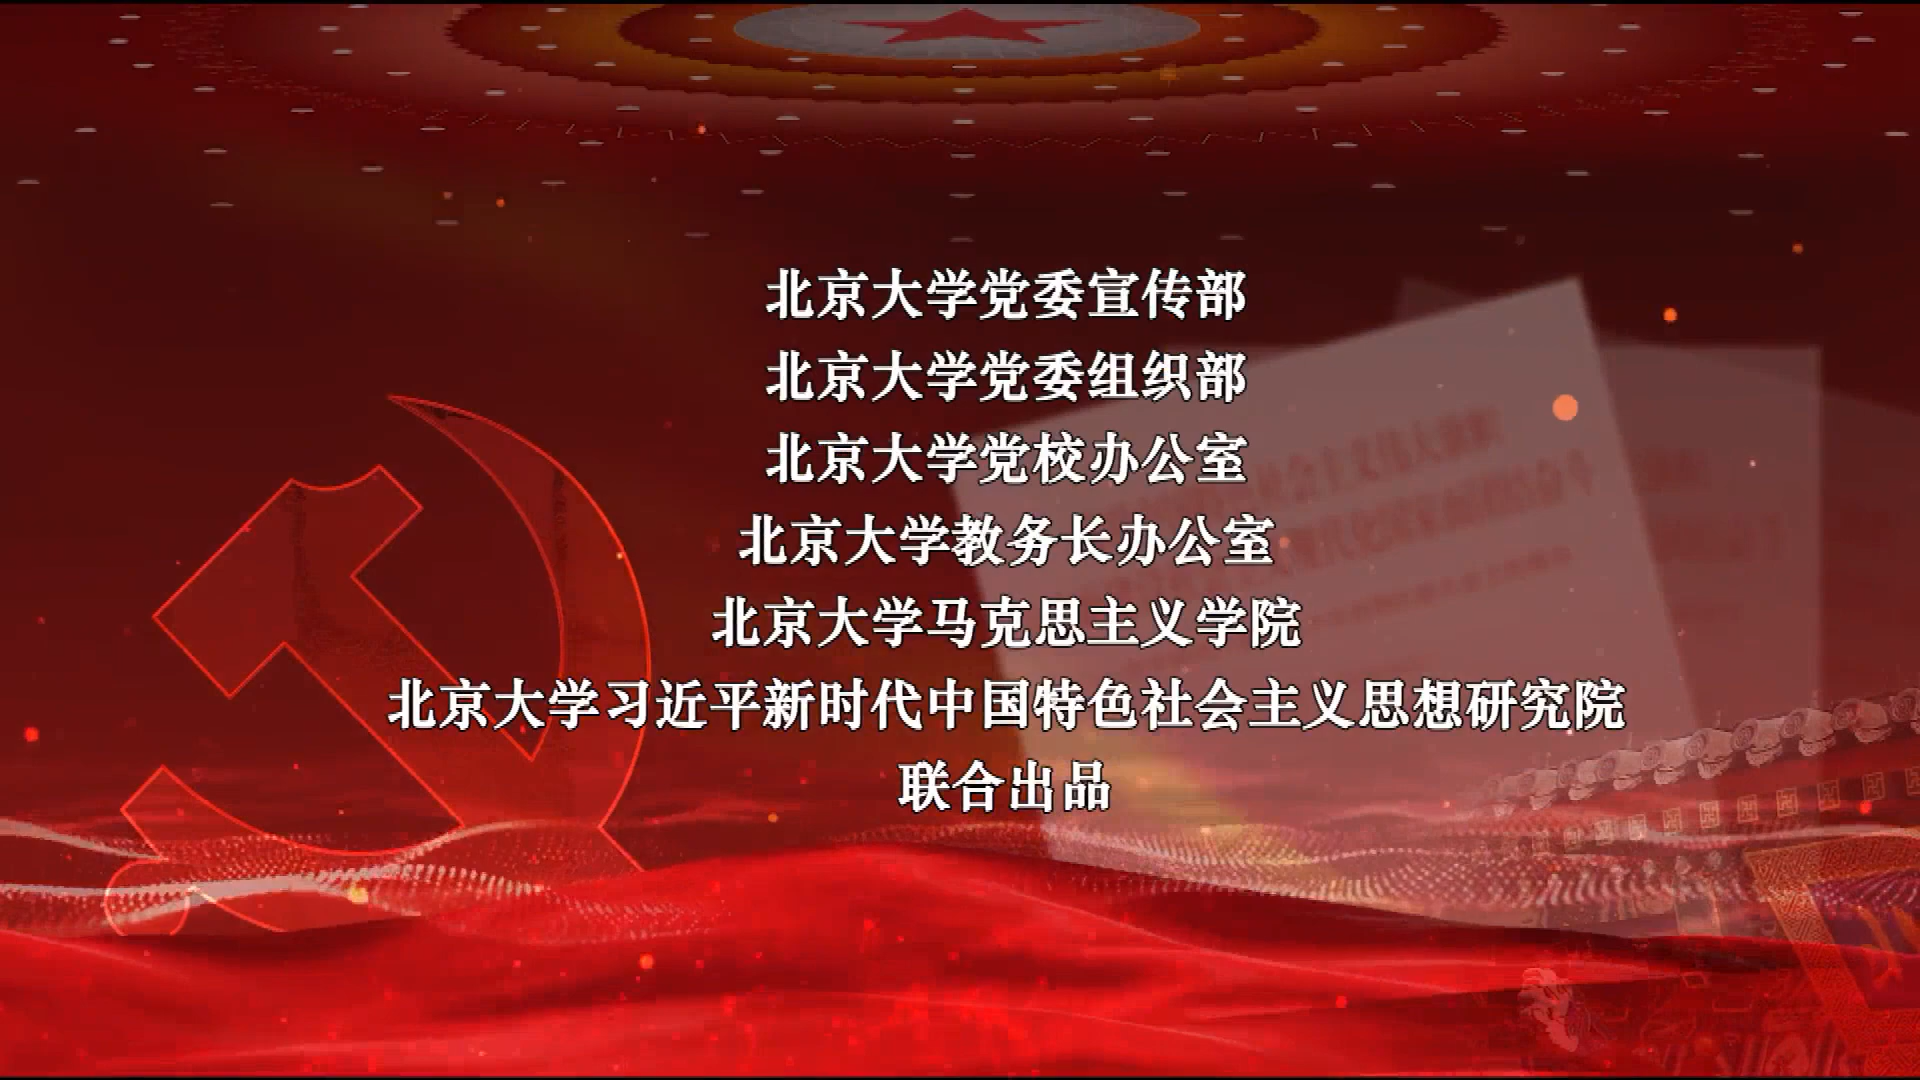 北京大学党委宣传部
北京大学党委组织部
北京大学党校办公室
北京大学教务长办公室
北京大学马克思主义学院
北京大学习近平新时代中国特色社会主义思想研究院
联合出品